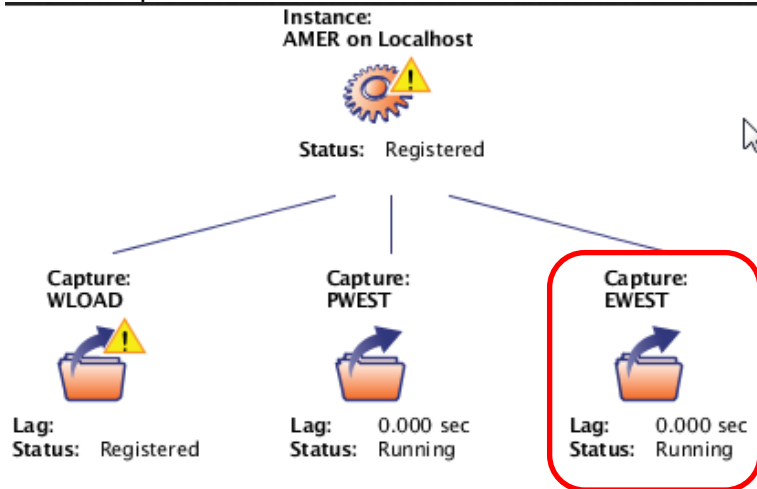 Instance:
AMER on Localhost
Status: Registered
Capture:
WLOAD
Lag:
Status: Registered
Capture:
PWEST
Lag: 0.000 sec
Status: Running
Capture:
EWEST
Lag: 0.000 sec
Status: Running